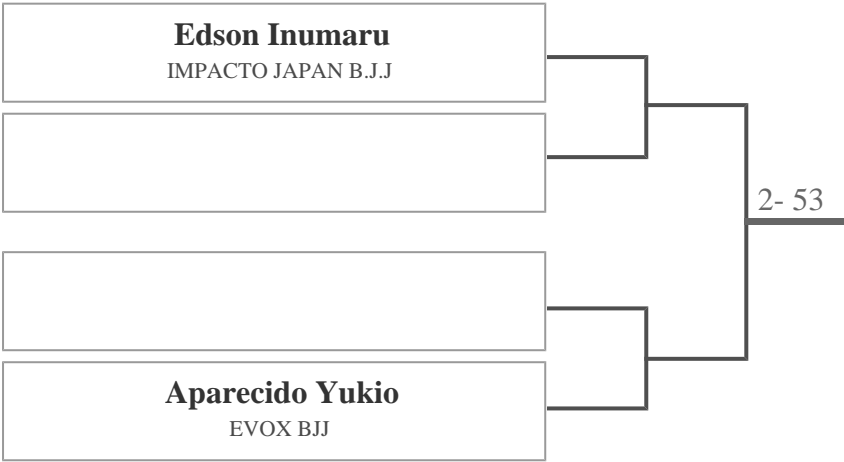 Edson Inumaru
IMPACTO JAPAN B.J.J
2- 53
Aparecido Yukio
EVOX BJJ